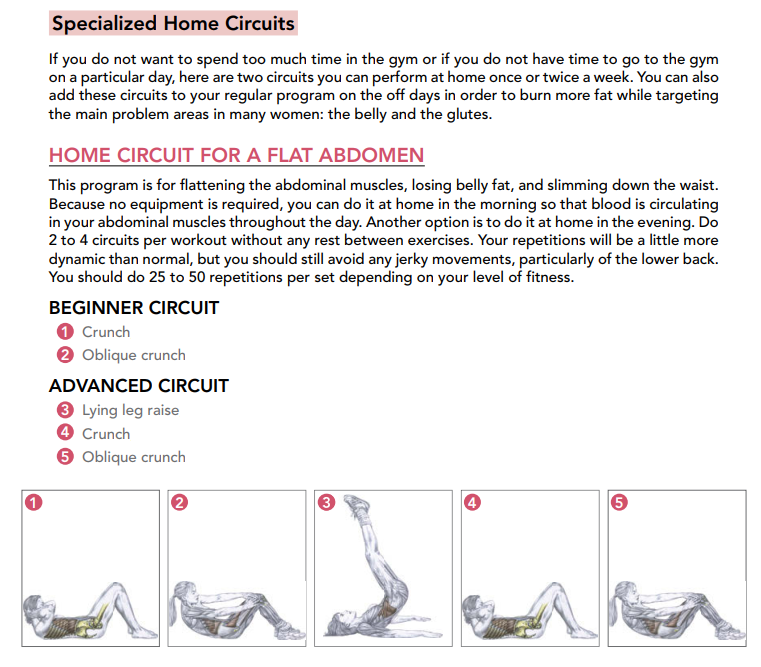 Specialized Home Circuits
If you do not want to spend too much time in the gym or if you do not have time to go to the gym
on a particular day, here are two circuits you can perform at home once or twice a week. You can also
add these circuits to your regular program on the off days in order to burn more fat while targeting
the main problem areas in many women: the belly and the glutes.
HOME CIRCUIT FOR A FLAT ABDOMEN
This program is for flattening the abdominal muscles, losing belly fat, and slimming down the waist.
Because no equipment is required, you can do it at home in the morning so that blood is circulating
in your abdominal muscles throughout the day. Another option is to do it at home in the evening. Do
2 to 4 circuits per workout without any rest between exercises. Your repetitions will be a little more
dynamic than normal, but you should still avoid any jerky movements, particularly of the lower back.
You should do 25 to 50 repetitions per set depending on your level of fitness.
BEGINNER CIRCUIT
1 Crunch
2 Oblique crunch
ADVANCED CIRCUIT
3 Lying leg raise
4 Crunch
5 Oblique crunch
1 2 3 4 5